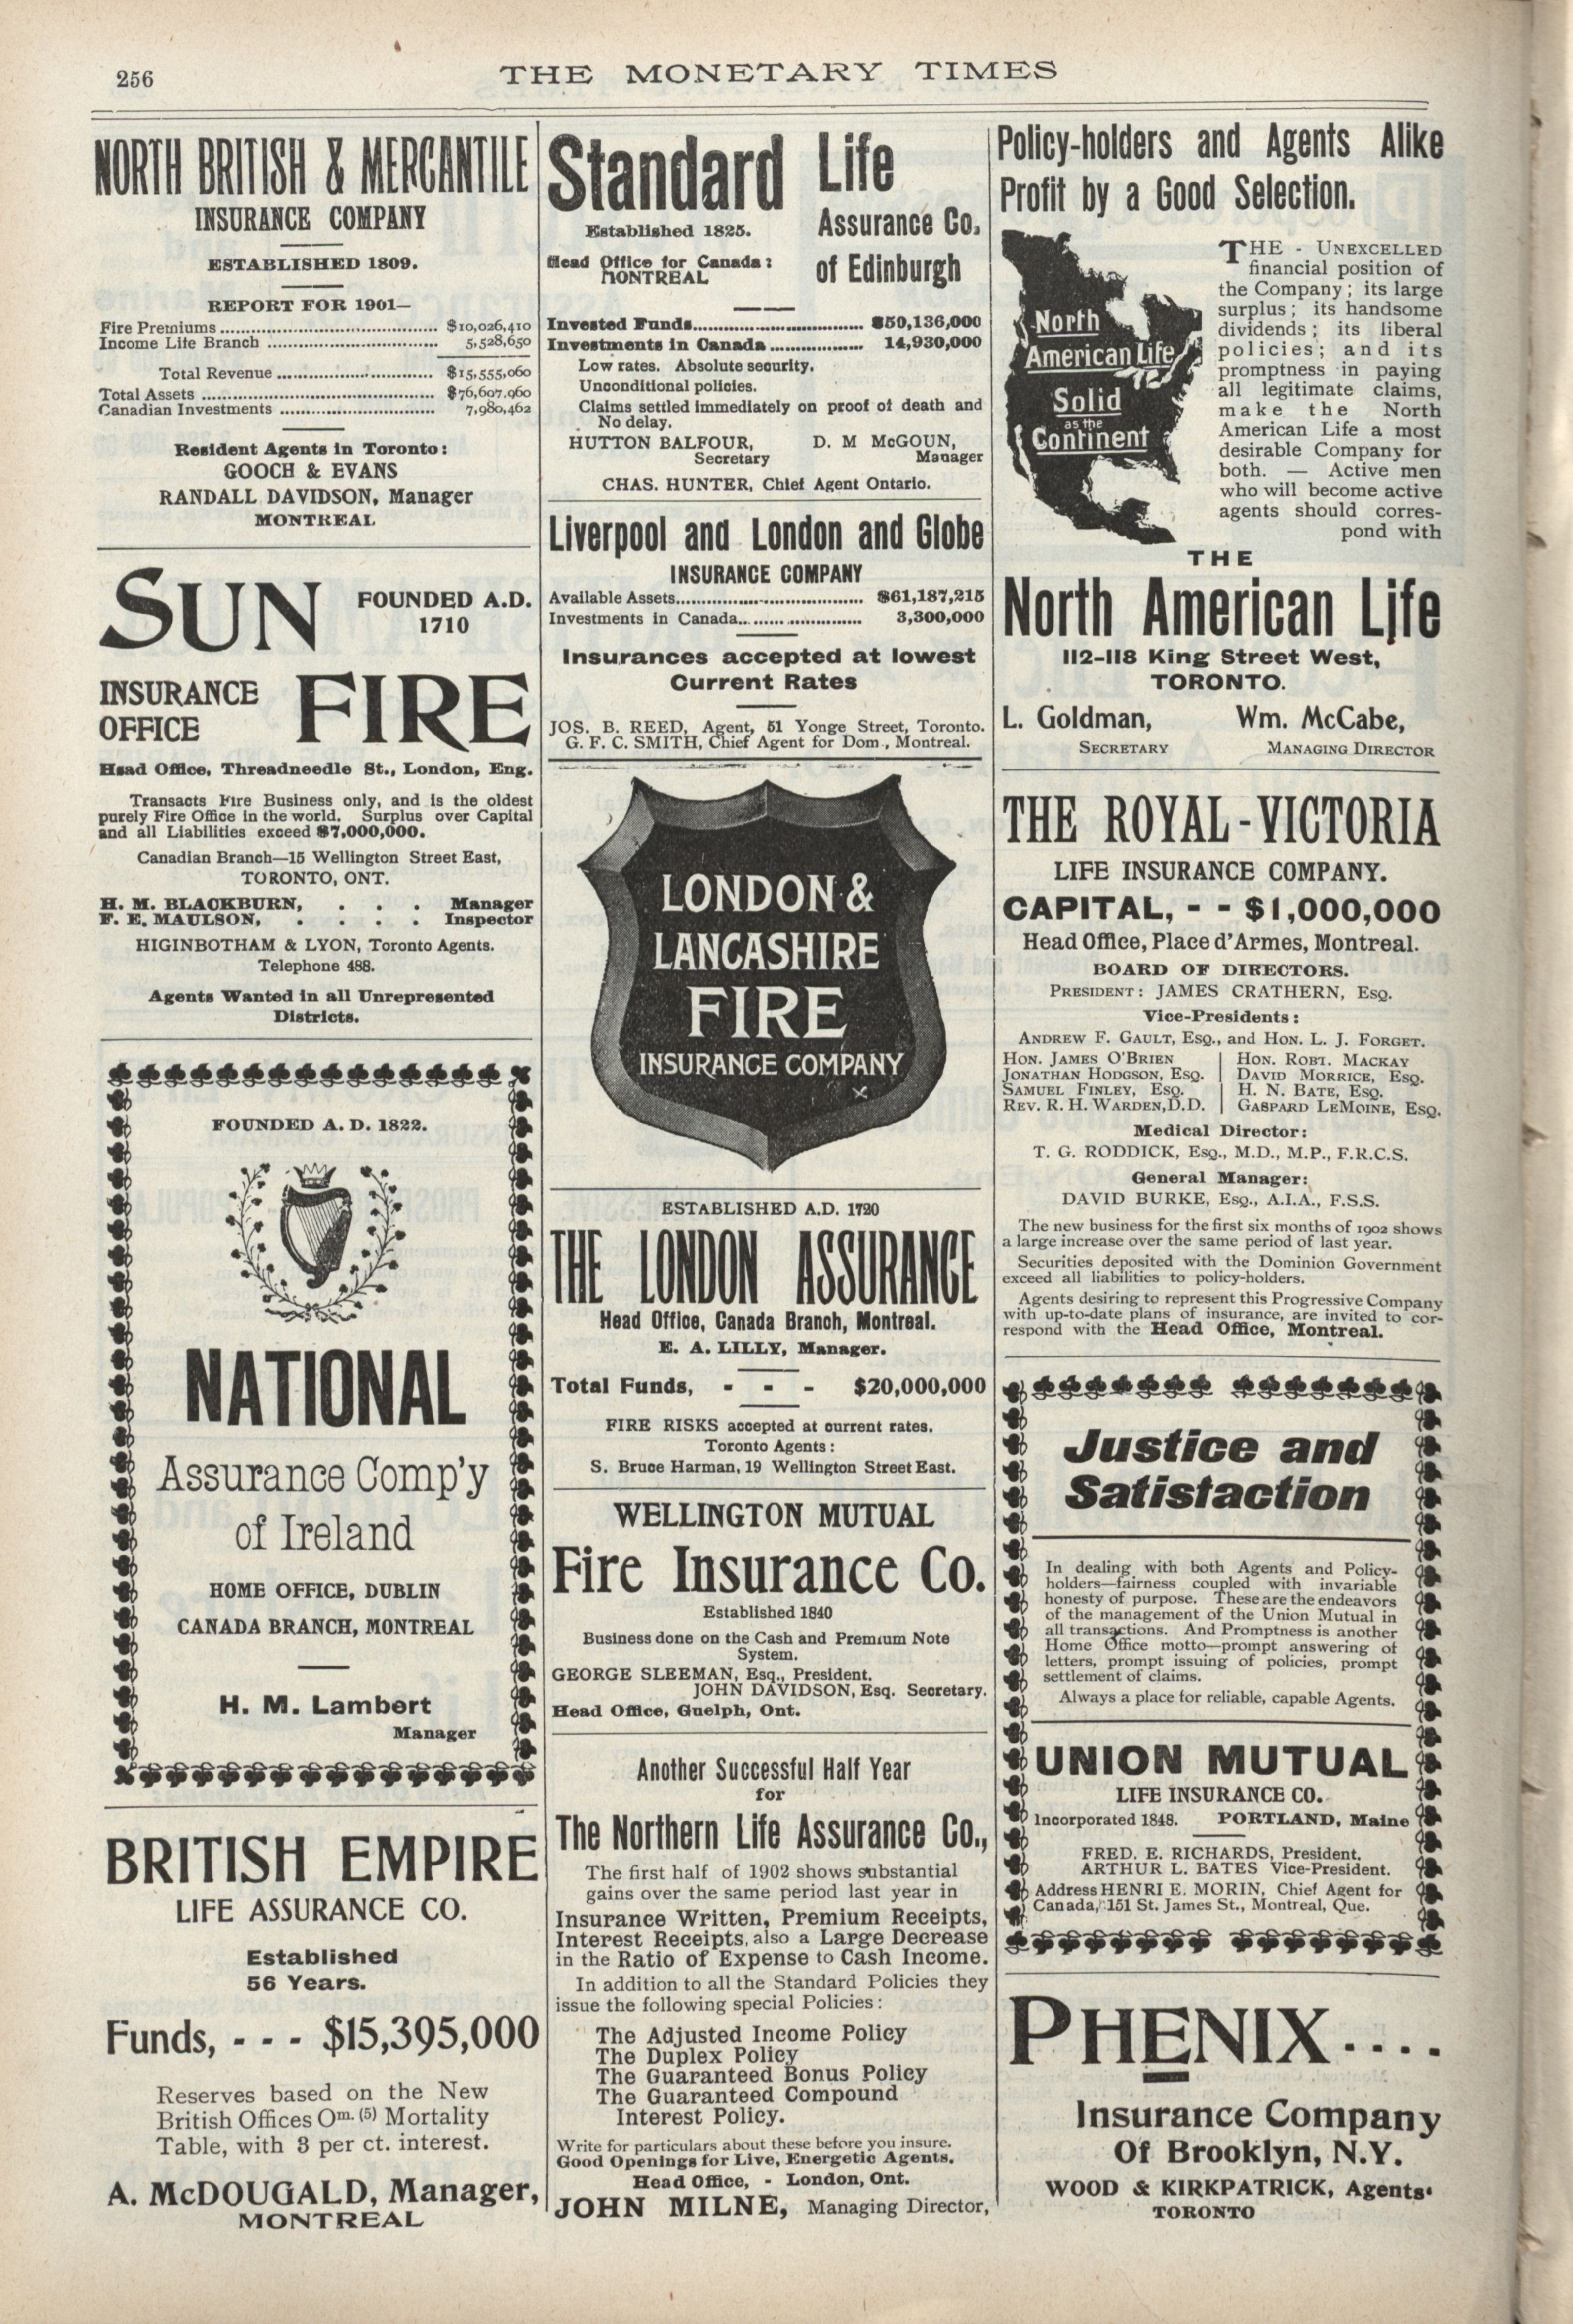 256
THE MONETARY TIMES
NORTH BRITISH & MERCANTILE
INSURANCE COMPANY
ESTABLISHED 1809.
REPORT FOR 1901—
Fire Premiums ........ $10,026,410
Income Life Branch ........ 5,528,650
Total Revenue ........ $15,555,060
Total Assets ........ $76,607,960
Canadian Investments ........ 7,980,462
Resident Agents in Toronto:
GOOCH & EVANS
RANDALL DAVIDSON, Manager
MONTREAL
SUN
FOUNDED A.D.
1710
INSURANCE
OFFICE
FIRE
Head Office, Threadneedle St., London, Eng.
Transacts Fire Business only, and is the oldest
purely Fire Office in the world. Surplus over Capital
and all Liabilities exceed $7,000,000.
Canadian Branch—15 Wellington Street East,
TORONTO, ONT.
H. M. BLACKBURN, . . . Manager
F. E. MAULSON, . . . . Inspector
HIGINBOTHAM & LYON, Toronto Agents.
Telephone 488.
Agents Wanted in all Unrepresented
Districts.
FOUNDED A. D. 1822.
NATIONAL
Assurance Comp'y
of Ireland
HOME OFFICE, DUBLIN
CANADA BRANCH, MONTREAL
H. M. Lambert
Manager
BRITISH EMPIRE
LIFE ASSURANCE CO.
Established
56 Years.
Funds, - - - $15,395,000
Reserves based on the New
British Offices Om. (5) Mortality
Table, with 3 per ct. interest.
A. McDOUGALD, Manager,
MONTREAL
Standard Life
Assurance Co.
of Edinburgh
Established 1825.
Head Office for Canada:
MONTREAL
Invested Funds........ $50,136,000
Investments in Canada ........ 14,930,000
Low rates. Absolute security.
Unconditional policies.
Claims settled immediately on proof of death and
No delay.
HUTTON BALFOUR, D. M McGOUN,
Secretary Manager
CHAS. HUNTER, Chief Agent Ontario.
Liverpool and London and Globe
INSURANCE COMPANY
Available Assets........ $61,187,215
Investments in Canada........ 3,300,000
Insurances accepted at lowest
Current Rates
JOS. B. REED, Agent, 51 Yonge Street, Toronto.
G. F. C. SMITH, Chief Agent for Dom., Montreal.
LONDON &
LANCASHIRE
FIRE
INSURANCE COMPANY
ESTABLISHED A.D. 1720
THE LONDON ASSURANCE
Head Office, Canada Branch, Montreal.
E. A. LILLY, Manager.
Total Funds, - - - $20,000,000
FIRE RISKS accepted at current rates.
Toronto Agents:
S. Bruce Harman, 19 Wellington Street East.
WELLINGTON MUTUAL
Fire Insurance Co.
Established 1840
Business done on the Cash and Premium Note
System.
GEORGE SLEEMAN, Esq., President.
JOHN DAVIDSON, Esq. Secretary.
Head Office, Guelph, Ont.
Another Successful Half Year
for
The Northern Life Assurance Co.,
The first half of 1902 shows substantial
gains over the same period last year in
Insurance Written, Premium Receipts,
Interest Receipts, also a Large Decrease
in the Ratio of Expense to Cash Income.
In addition to all the Standard Policies they
issue the following special Policies:
The Adjusted Income Policy
The Duplex Policy
The Guaranteed Bonus Policy
The Guaranteed Compound
Interest Policy.
Write for particulars about these before you insure.
Good Openings for Live, Energetic Agents.
Head Office, - London, Ont.
JOHN MILNE, Managing Director,
Policy-holders and Agents Alike
Profit by a Good Selection.
North
American Life
Solid
as the
Continent
THE - UNEXCELLED
financial position of
the Company; its large
surplus; its handsome
dividends; its liberal
policies; and its
promptness in paying
all legitimate claims,
make the North
American Life a most
desirable Company for
both. — Active men
who will become active
agents should corres-
pond with
THE
North American Life
112-118 King Street West,
TORONTO.
L. Goldman, Wm. McCabe,
SECRETARY MANAGING DIRECTOR
THE ROYAL-VICTORIA
LIFE INSURANCE COMPANY.
CAPITAL, - - $1,000,000
Head Office, Place d'Armes, Montreal.
BOARD OF DIRECTORS.
PRESIDENT: JAMES CRATHERN, ESQ.
Vice-Presidents:
ANDREW F. GAULT, ESQ., and HON. L. J. FORGET.
HON. JAMES O'BRIEN HON. ROBT. MACKAY
JONATHAN HODGSON, ESQ. DAVID MORRICE, ESQ.
SAMUEL FINLEY, ESQ. H. N. BATE, ESQ.
REV. R. H. WARDEN, D.D. GASPARD LEMOINE, ESQ.
Medical Director:
T. G. RODDICK, ESQ., M.D., M.P., F.R.C.S.
General Manager:
DAVID BURKE, ESQ., A.I.A., F.S.S.
The new business for the first six months of 1902 shows
a large increase over the same period of last year.
Securities deposited with the Dominion Government
exceed all liabilities to policy-holders.
Agents desiring to represent this Progressive Company
with up-to-date plans of insurance, are invited to cor-
respond with the Head Office, Montreal.
Justice and
Satisfaction
In dealing with both Agents and Policy-
holders—fairness coupled with invariable
honesty of purpose. These are the endeavors
of the management of the Union Mutual in
all transactions. And Promptness is another
Home Office motto—prompt answering of
letters, prompt issuing of policies, prompt
settlement of claims.
Always a place for reliable, capable Agents.
UNION MUTUAL
LIFE INSURANCE CO.
Incorporated 1848. PORTLAND, Maine
FRED. E. RICHARDS, President.
ARTHUR L. BATES Vice-President.
Address HENRI E. MORIN, Chief Agent for
Canada, 151 St. James St., Montreal, Que.
PHENIX....
Insurance Company
Of Brooklyn, N.Y.
WOOD & KIRKPATRICK, Agents.
TORONTO